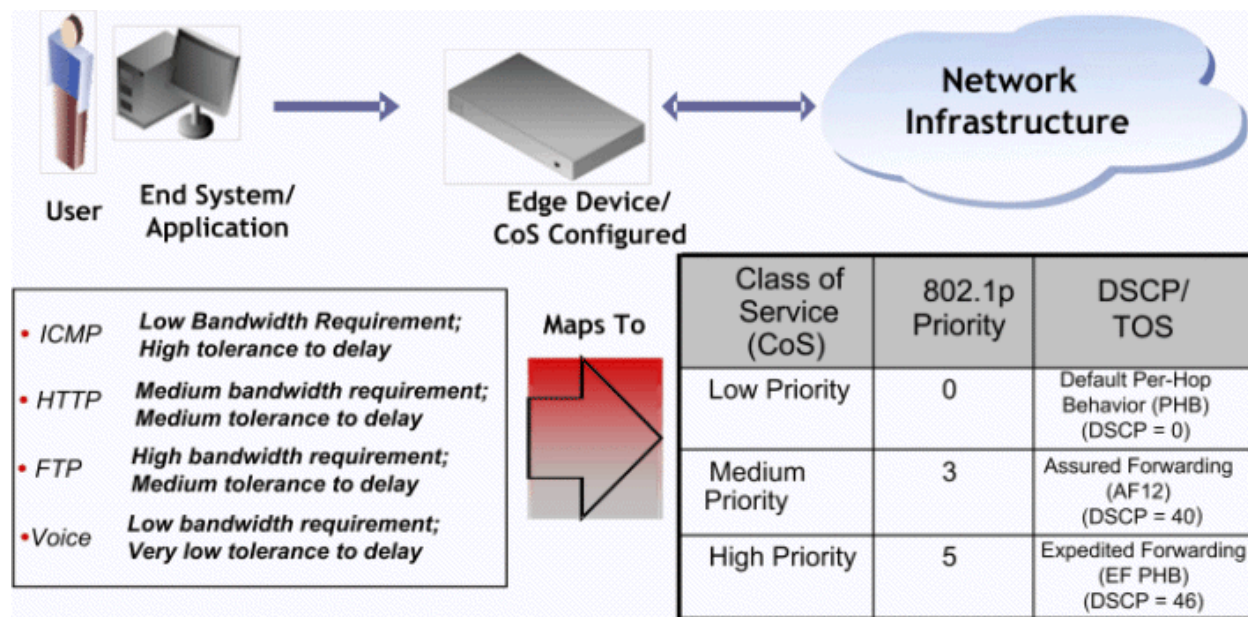 User
End System/
Application
Edge Device/
CoS Configured
Network
Infrastructure
• ICMP Low Bandwidth Requirement;
High tolerance to delay
• HTTP Medium bandwidth requirement;
Medium tolerance to delay
• FTP High bandwidth requirement;
Medium tolerance to delay
•Voice Low bandwidth requirement;
Very low tolerance to delay
Maps To
Class of
Service
(CoS)
802.1p
Priority
DSCP/
TOS
Low Priority
0
Default Per-Hop
Behavior (PHB)
(DSCP = 0)
Medium
Priority
3
Assured Forwarding
(AF12)
(DSCP = 40)
High Priority
5
Expedited Forwarding
(EF PHB)
(DSCP = 46)